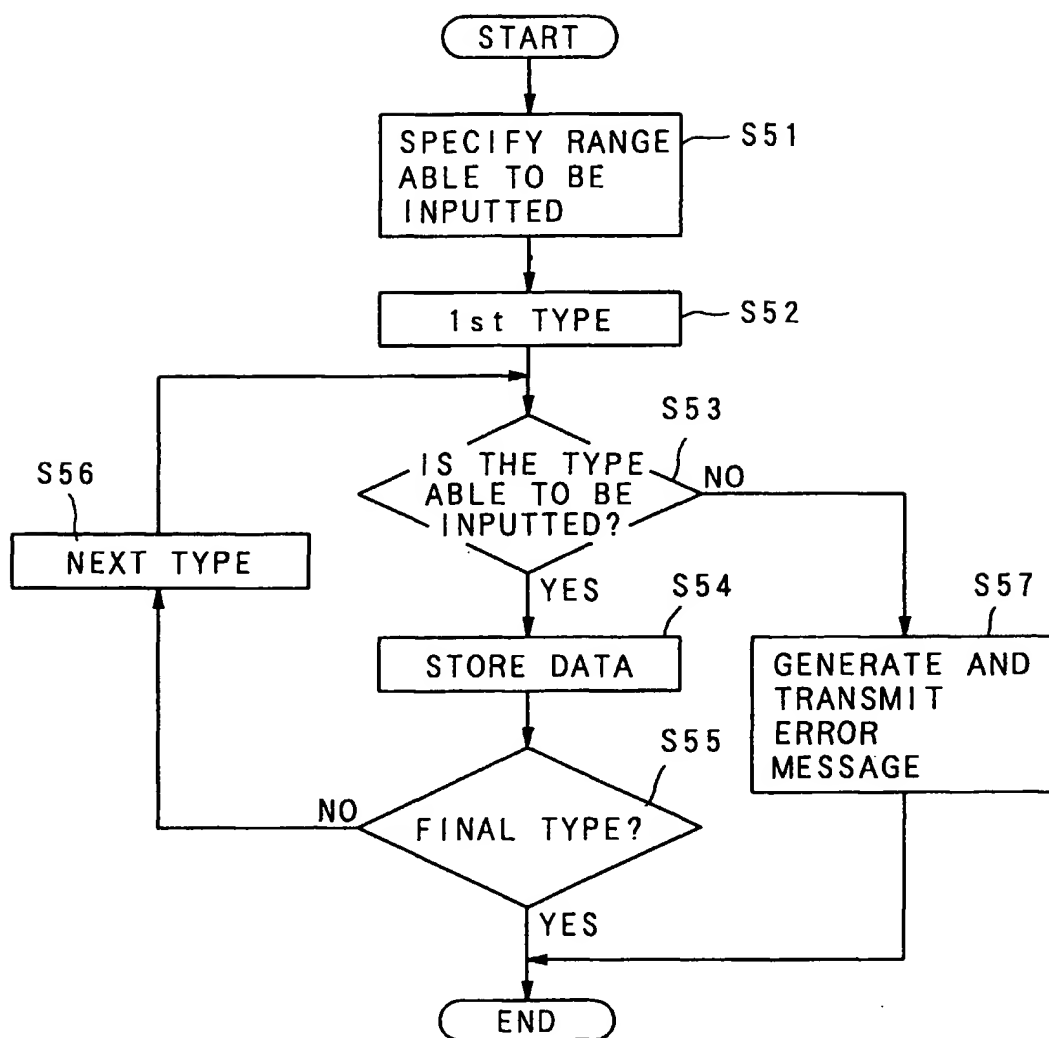 START
SPECIFY RANGE
ABLE TO BE
INPUTTED
S51
1st TYPE
S52
S53
IS THE TYPE
ABLE TO BE
INPUTTED?
NO
YES
S56
NEXT TYPE
S54
STORE DATA
S57
GENERATE AND
TRANSMIT
ERROR
MESSAGE
S55
FINAL TYPE?
NO
YES
END